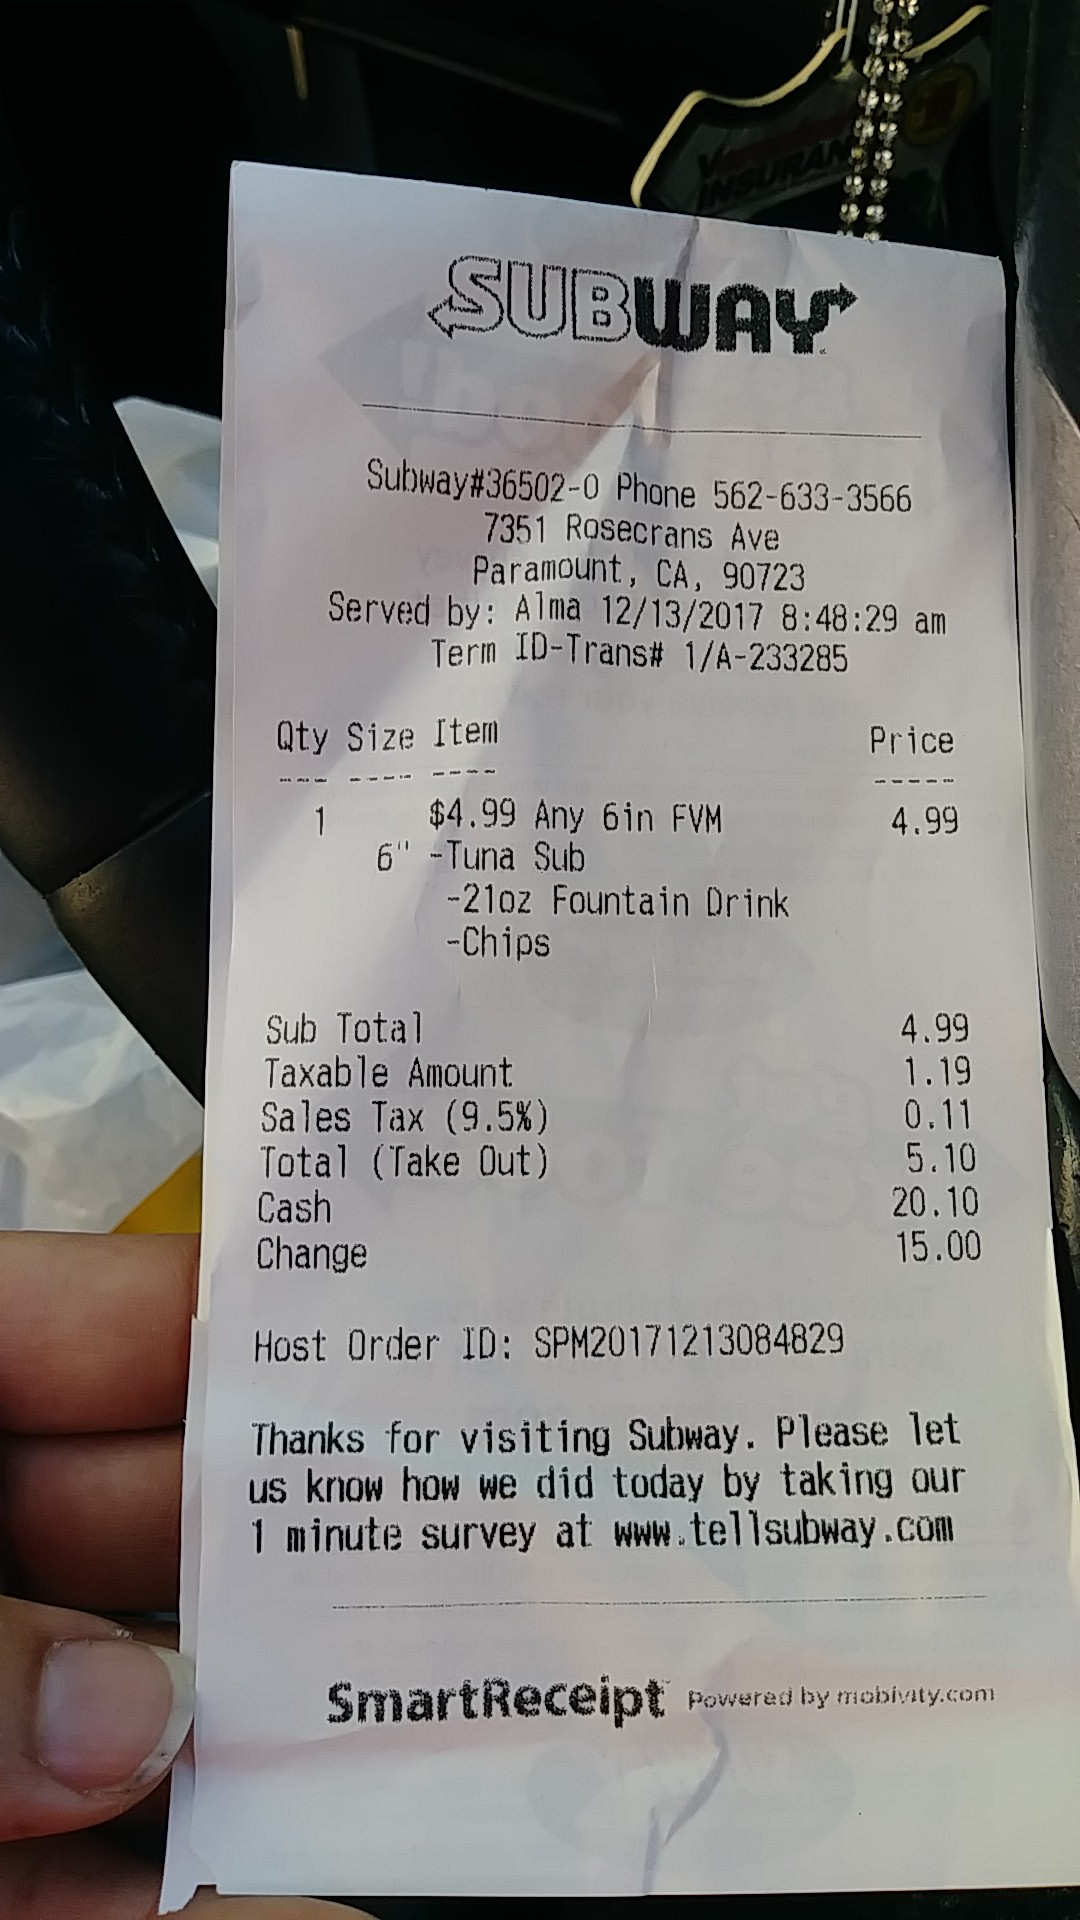 INSURAN
SUBWAY
Subway#36502-0 Phone 562-633-3566
7351 Rosecrans Ave
Paramount, CA, 90723
Served by: Alma 12/13/2017 8:48:29 am
Term ID-Trans# 1/A-233285
Qty Size Item Price
---- ---- ---- -----
1 $4.99 Any 6in FVM 4.99
6" -Tuna Sub
-21oz Fountain Drink
-Chips
Sub Total 4.99
Taxable Amount 1.19
Sales Tax (9.5%) 0.11
Total (Take Out) 5.10
Cash 20.10
Change 15.00
Host Order ID: SPM20171213084829
Thanks for visiting Subway. Please let
us know how we did today by taking our
1 minute survey at www.tellsubway.com
SmartReceipt Powered by mobivity.com